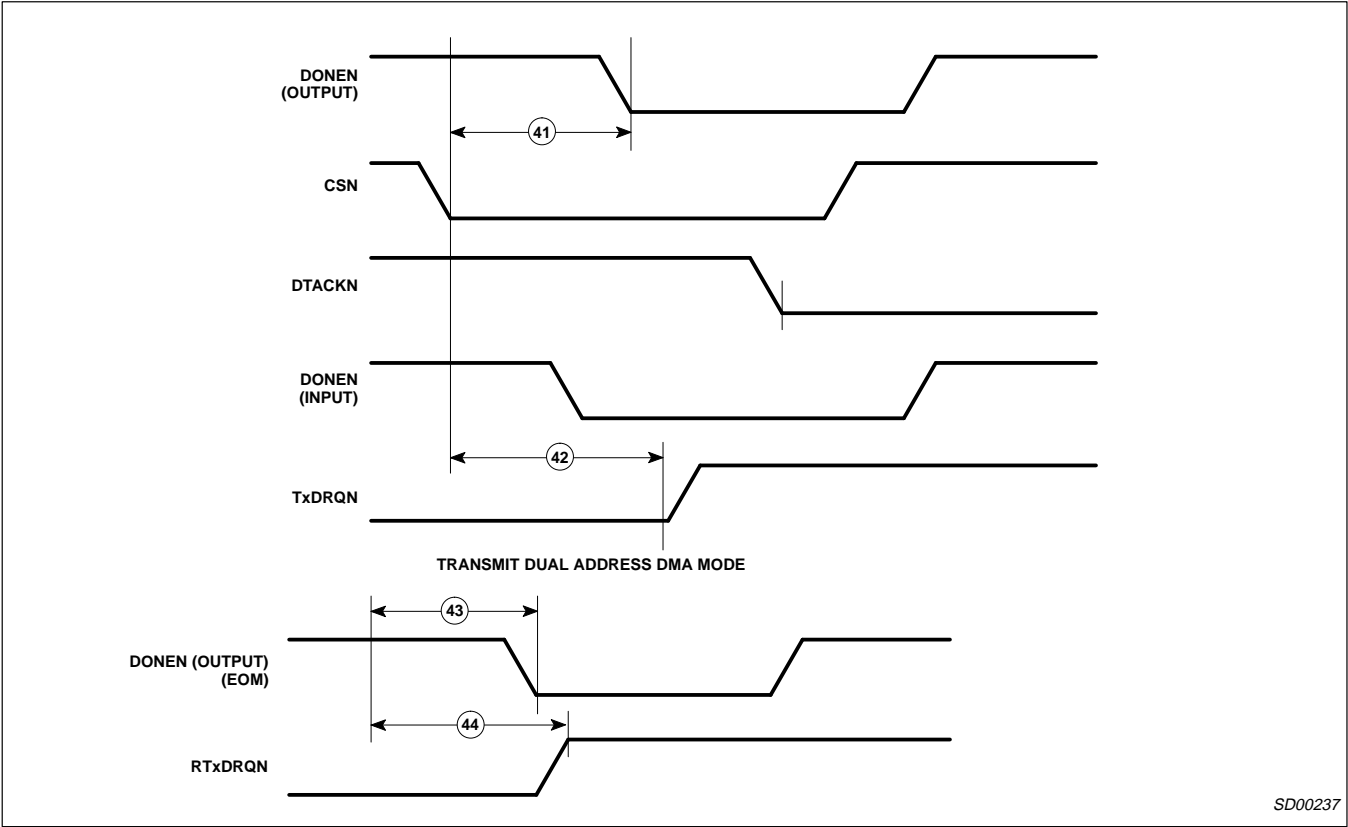 DONEN
(OUTPUT)
41
CSN
DTACKN
DONEN
(INPUT)
42
TxDRQN
TRANSMIT DUAL ADDRESS DMA MODE
43
DONEN (OUTPUT)
(EOM)
44
RTxDRQN
SD00237